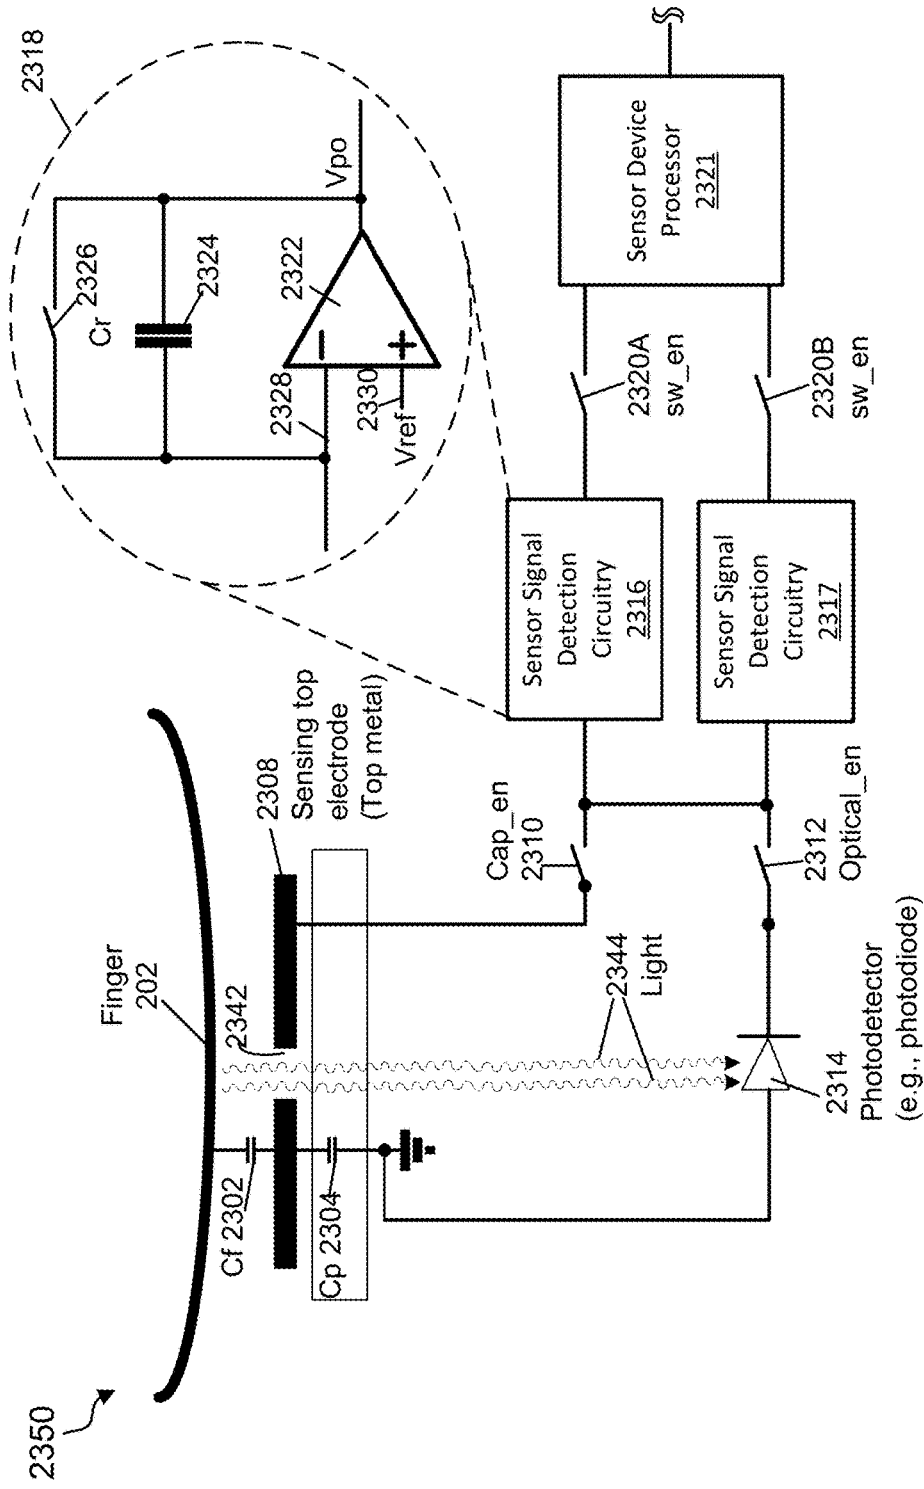 2350
Finger
202
2342
2308
Sensing top
electrode
(Top metal)
Cf 2302
Cp 2304
2344
Light
2314
Photodetector
(e.g., photodiode)
Cap_en
2310
2312
Optical_en
Sensor Signal
Detection
Circuitry
2316
Sensor Signal
Detection
Circuitry
2317
2318
2326
Cr
2324
2322
2328
2330
Vref
Vpo
2320A
sw_en
2320B
sw_en
Sensor Device
Processor
2321